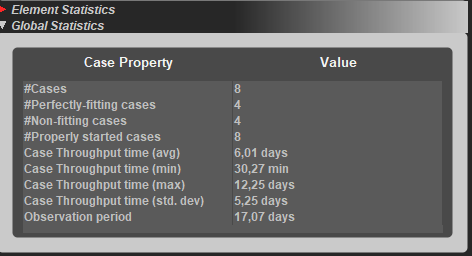 Element Statistics
Global Statistics
Case Property Value
#Cases 8
#Perfectly-fitting cases 4
#Non-fitting cases 4
#Properly started cases 8
Case Throughput time (avg) 6,01 days
Case Throughput time (min) 30,27 min
Case Throughput time (max) 12,25 days
Case Throughput time (std. dev) 5,25 days
Observation period 17,07 days